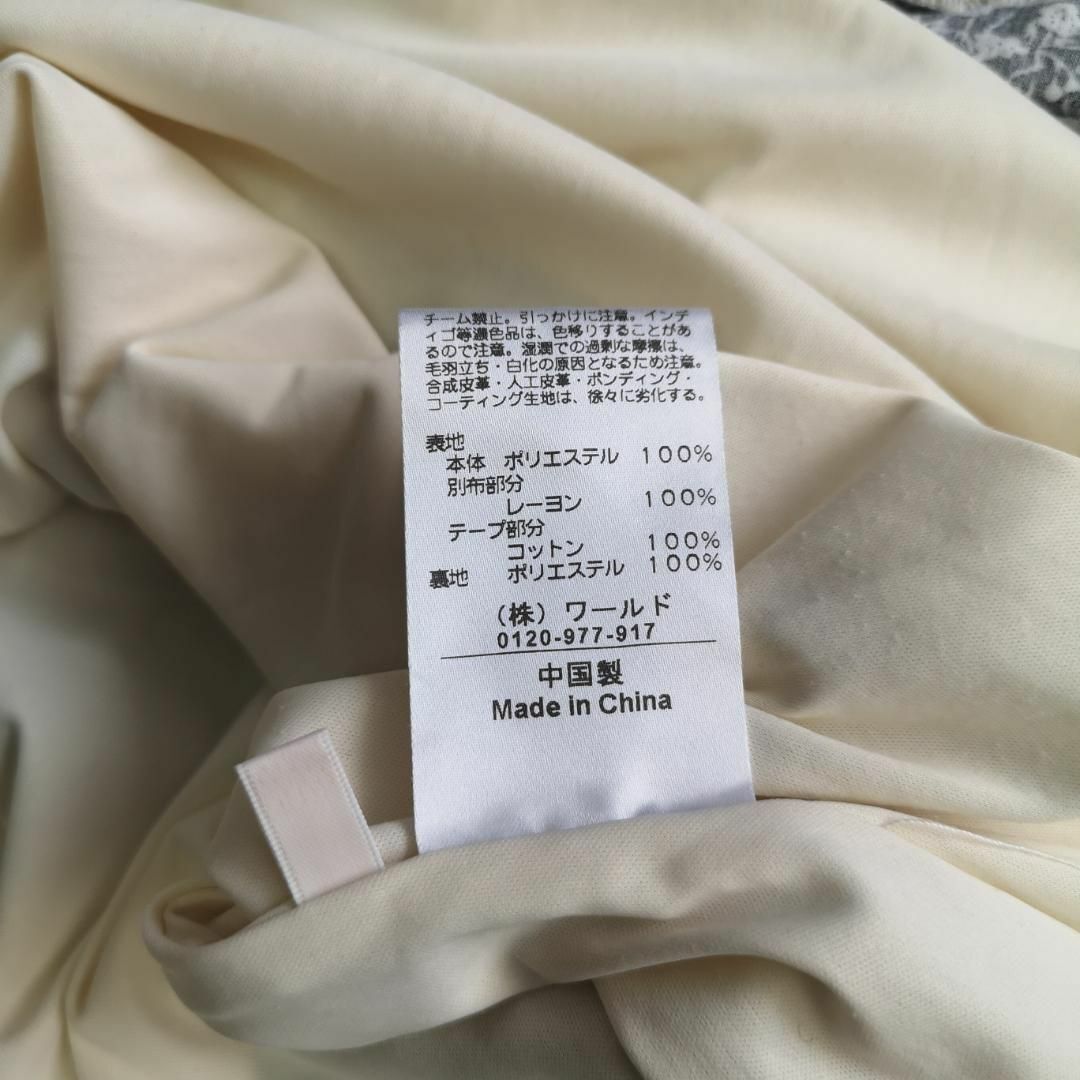 チーム禁止。引っかけに注意。インデ
ィゴ等濃色品は、色移りすることがあ
るので注意。湿潤での過剰な摩擦は、
毛羽立ち・白化の原因となるため注意。
合成皮革・人工皮革・ボンディング・
コーティング生地は、徐々に劣化する。
表地
本体 ポリエステル 100%
別布部分
レーヨン 100%
テープ部分
コットン 100%
裏地 ポリエステル 100%
(株) ワールド
0120-977-917
中国製
Made in China